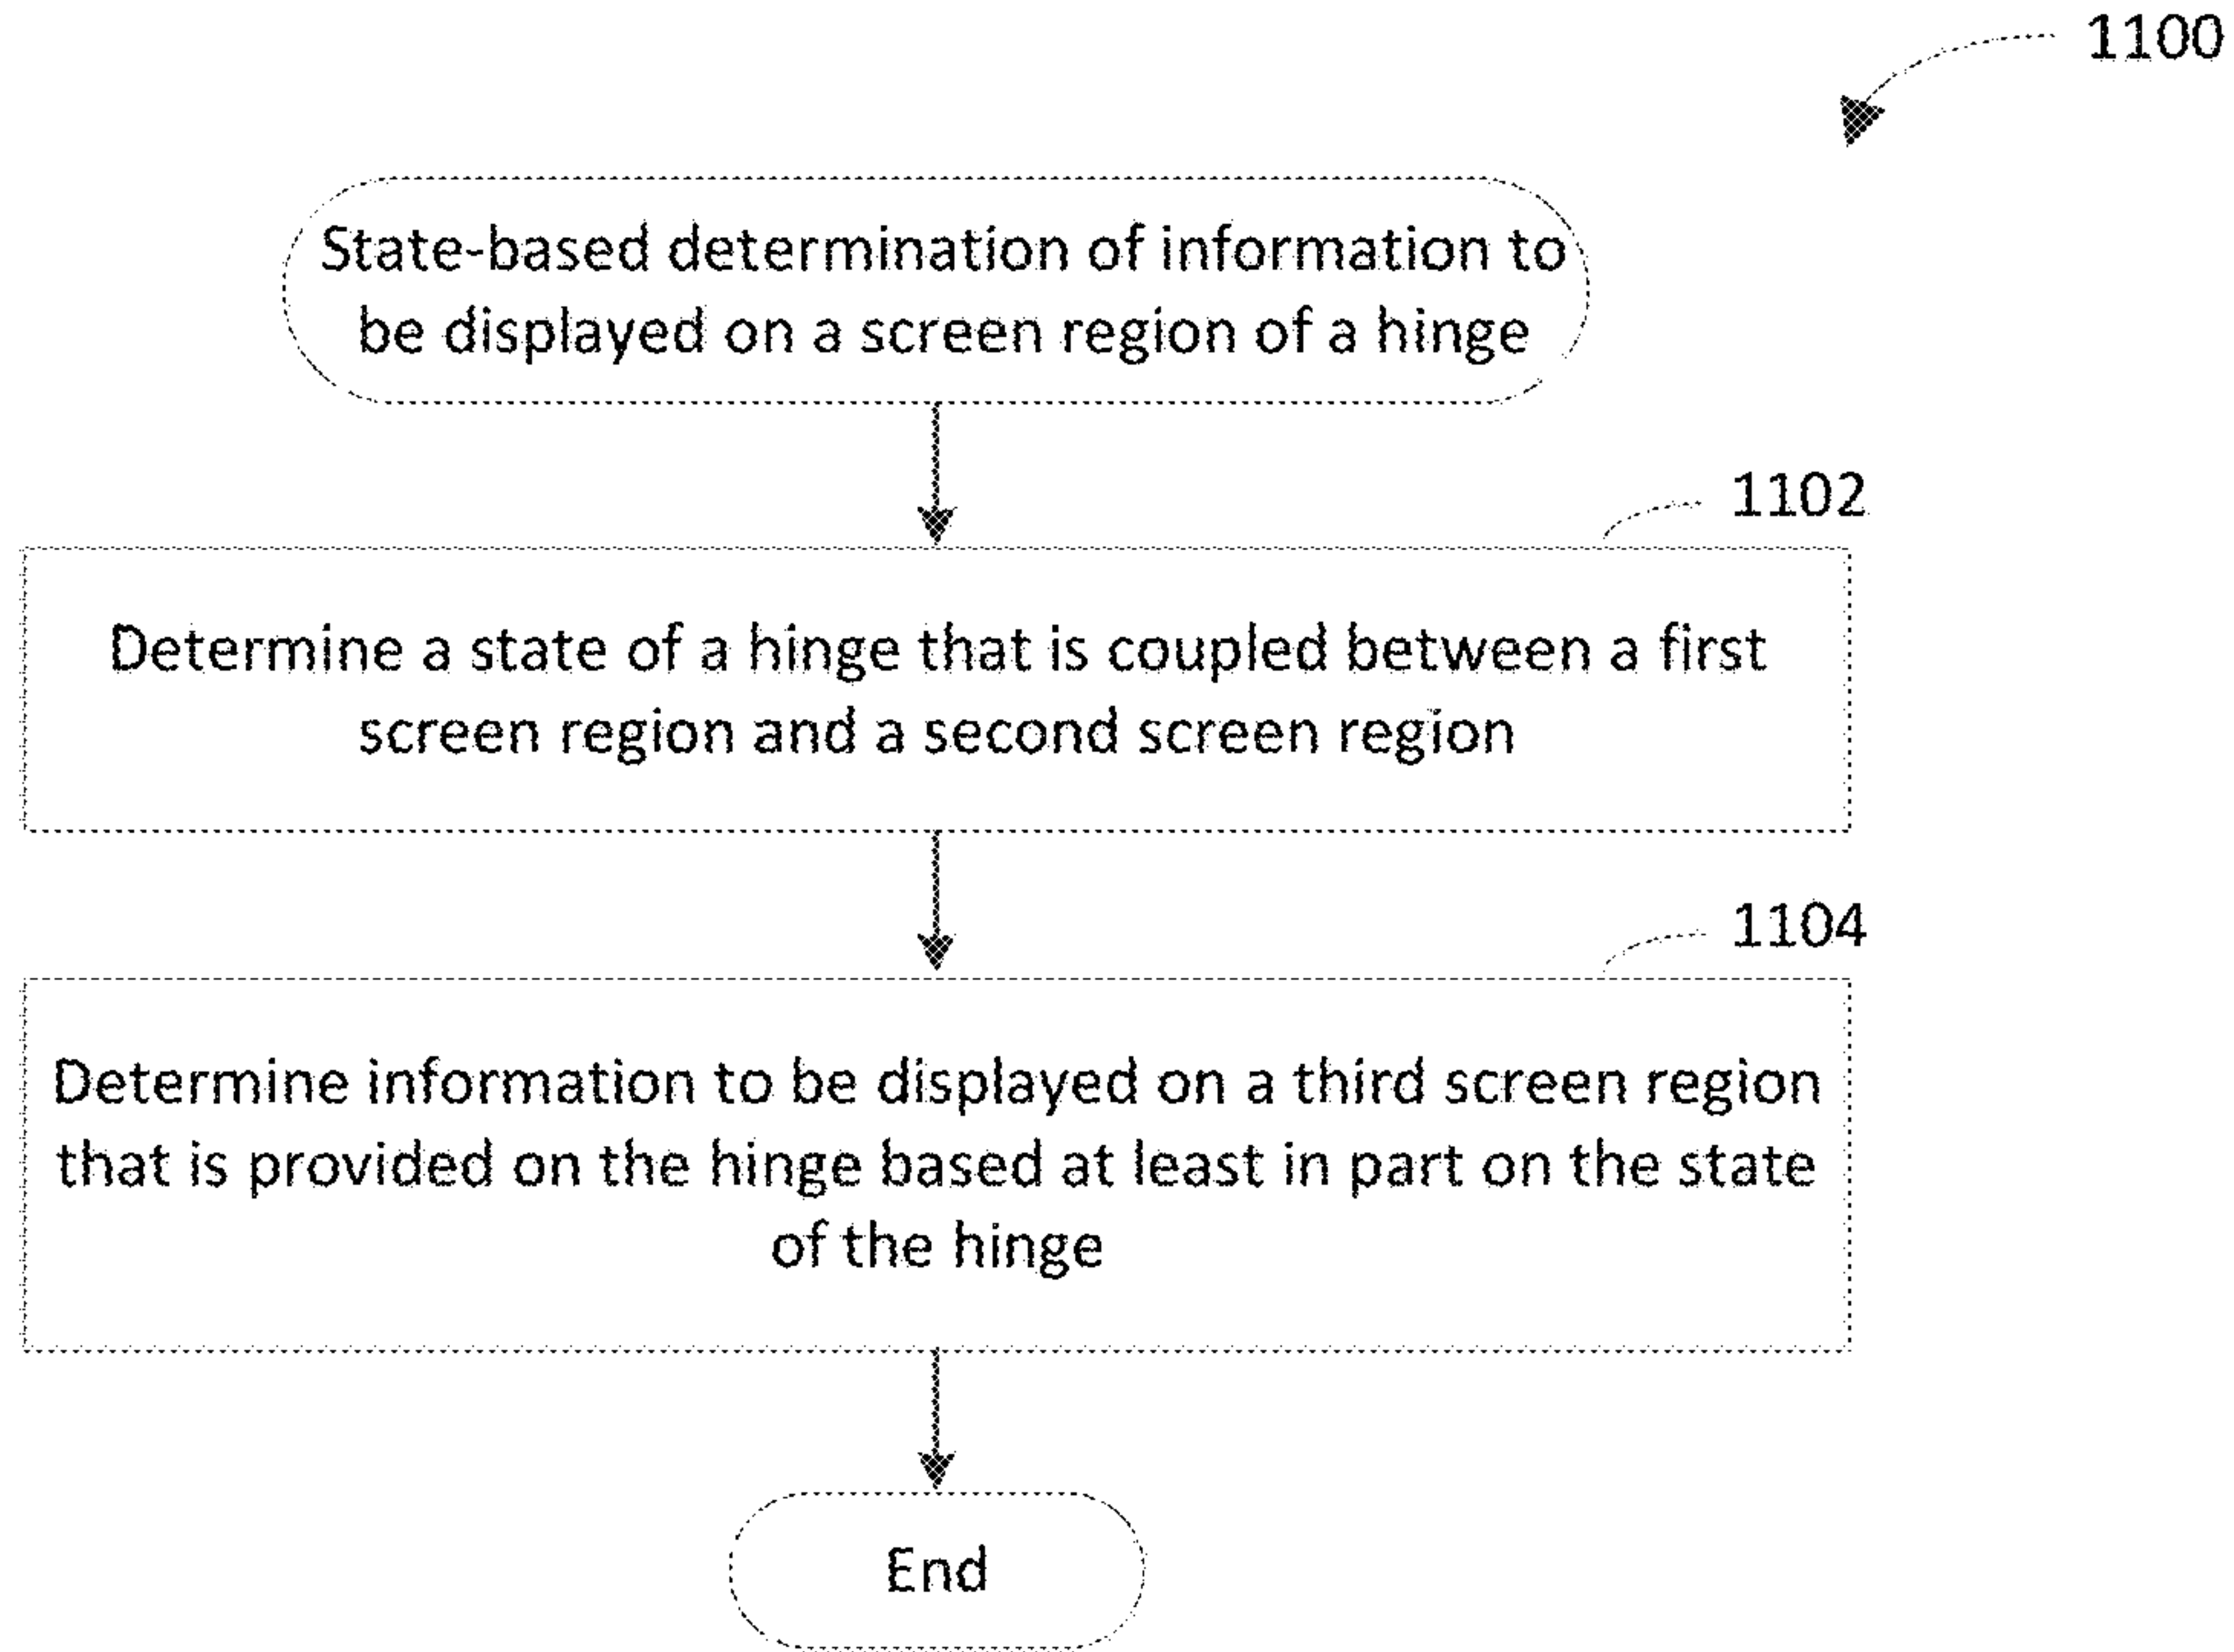 1100
State-based determination of information to
be displayed on a screen region of a hinge
1102
Determine a state of a hinge that is coupled between a first
screen region and a second screen region
1104
Determine information to be displayed on a third screen region
that is provided on the hinge based at least in part on the state
of the hinge
End